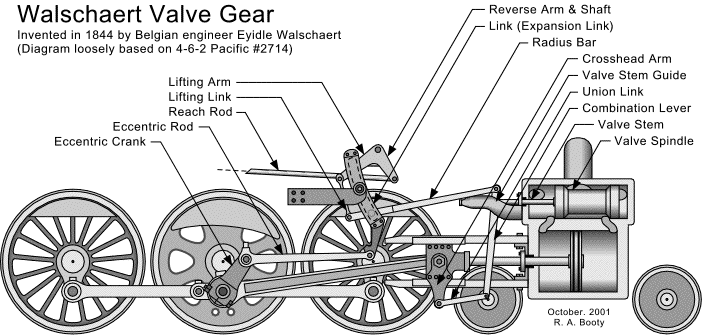 Walschaert Valve Gear
Invented in 1844 by Belgian engineer Eyidle Walschaert
(Diagram loosely based on 4-6-2 Pacific #2714)
Reverse Arm & Shaft
Link (Expansion Link)
Radius Bar
Crosshead Arm
Valve Stem Guide
Union Link
Combination Lever
Valve Stem
Valve Spindle
Lifting Arm
Lifting Link
Reach Rod
Eccentric Rod
Eccentric Crank
October. 2001
R. A. Booty